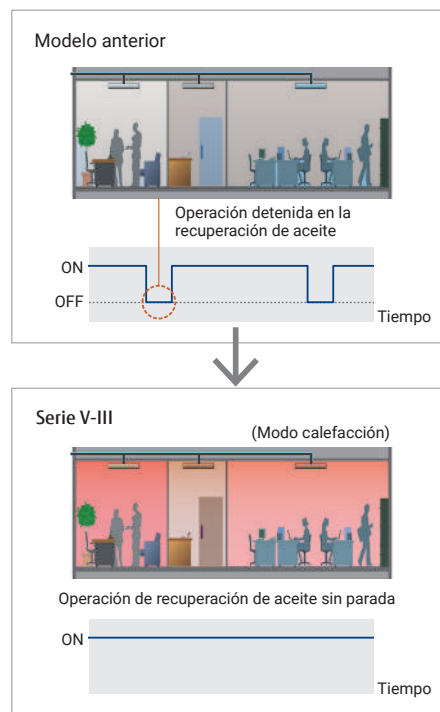 Modelo anterior
Operación detenida en la
recuperación de aceite
ON
OFF
Tiempo
Serie V-III
(Modo calefacción)
Operación de recuperación de aceite sin parada
ON
Tiempo